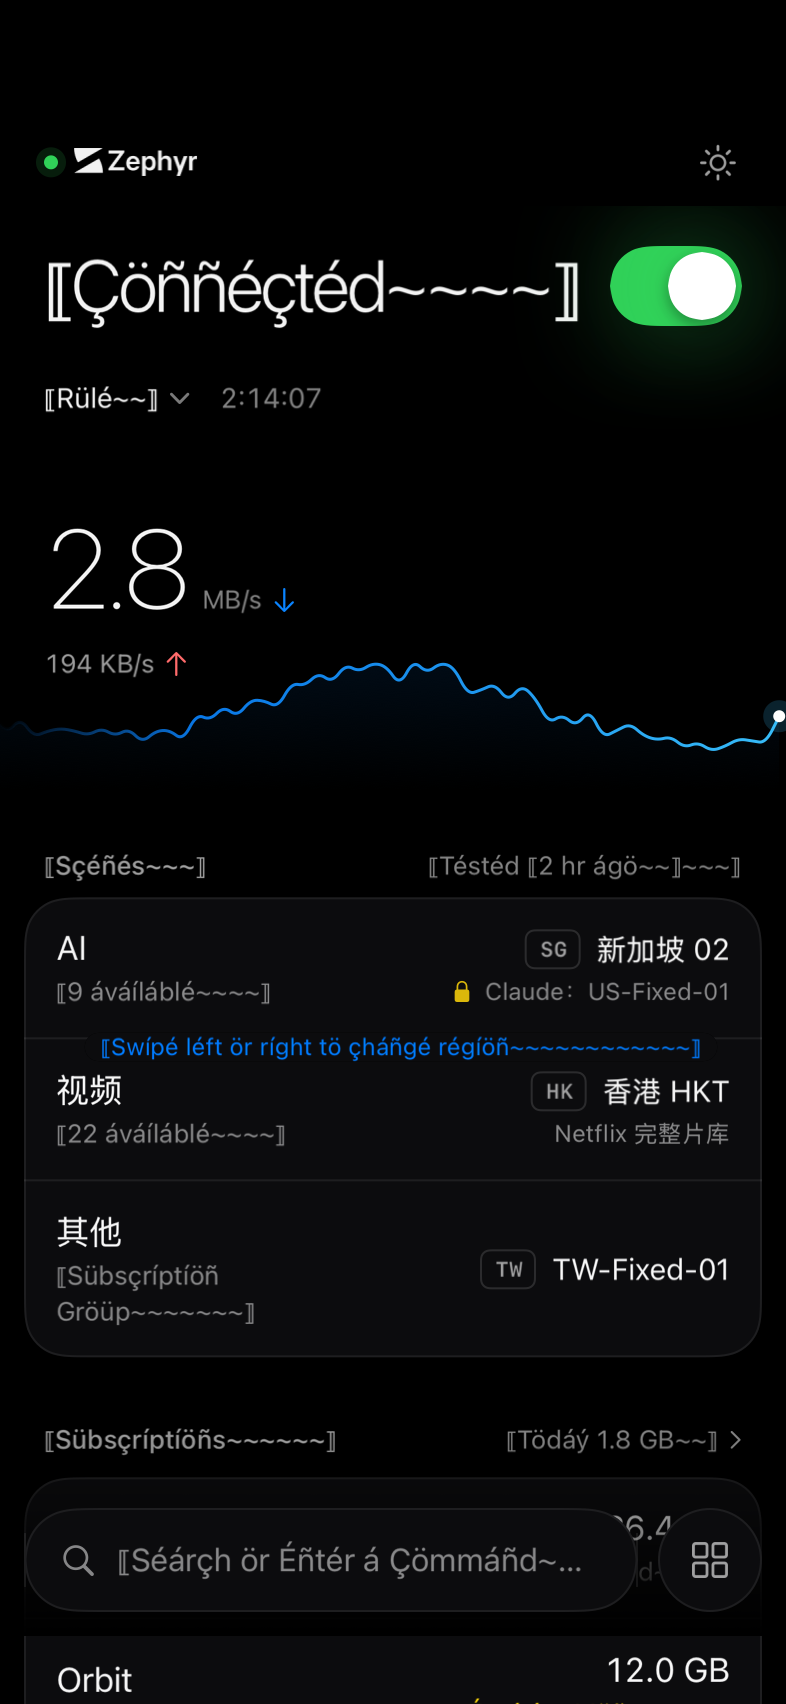 Zephyr
⟦Çöññéçtéd~~~~⟧
⟦Rülé~~⟧ 2:14:07
2.8 MB/s ↓
194 KB/s ↑
⟦Sçéñés~~~⟧ ⟦Téstéd ⟦2 hr ágö~~⟧~~~⟧
AI SG 新加坡 02
⟦9 áváíláblé~~~~⟧ Claude: US-Fixed-01
⟦Swípé léft ör ríght tö çháñgé régíöñ~~~~~~~~~~~~⟧
视频 HK 香港 HKT
⟦22 áváíláblé~~~~⟧ Netflix 完整片库
其他
⟦Sübsçríptíöñ
Gröüp~~~~~~~⟧
TW TW-Fixed-01
⟦Sübsçríptíöñs~~~~~~⟧ ⟦Tödáý 1.8 GB~~⟧
⟦Séárçh ör Éñtér á Çömmáñd~...
Orbit 12.0 GB